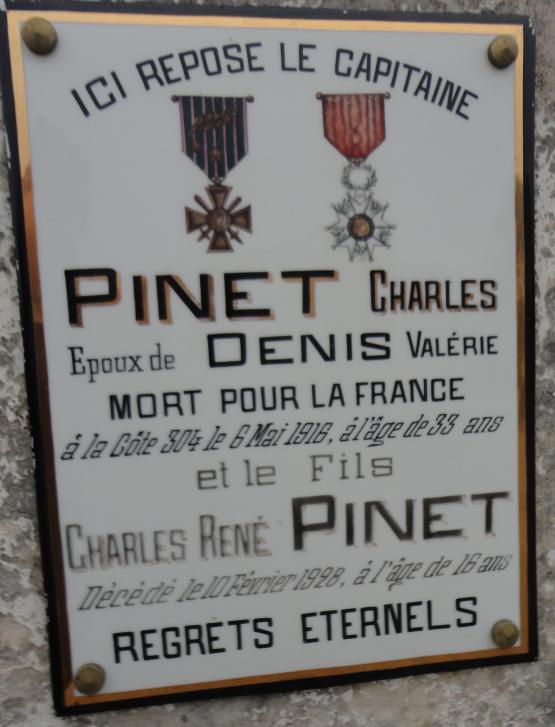 ICI REPOSE LE CAPITAINE
PINET CHARLES
Epoux de DENIS VALÉRIE
MORT POUR LA FRANCE
á la Côte 304 le 6 Mai 1916, à l'âge de 33 ans
et le Fils
CHARLES RENÉ PINET
Décédé le 10 Février 1928, à l'âge de 16 ans
REGRETS ETERNELS